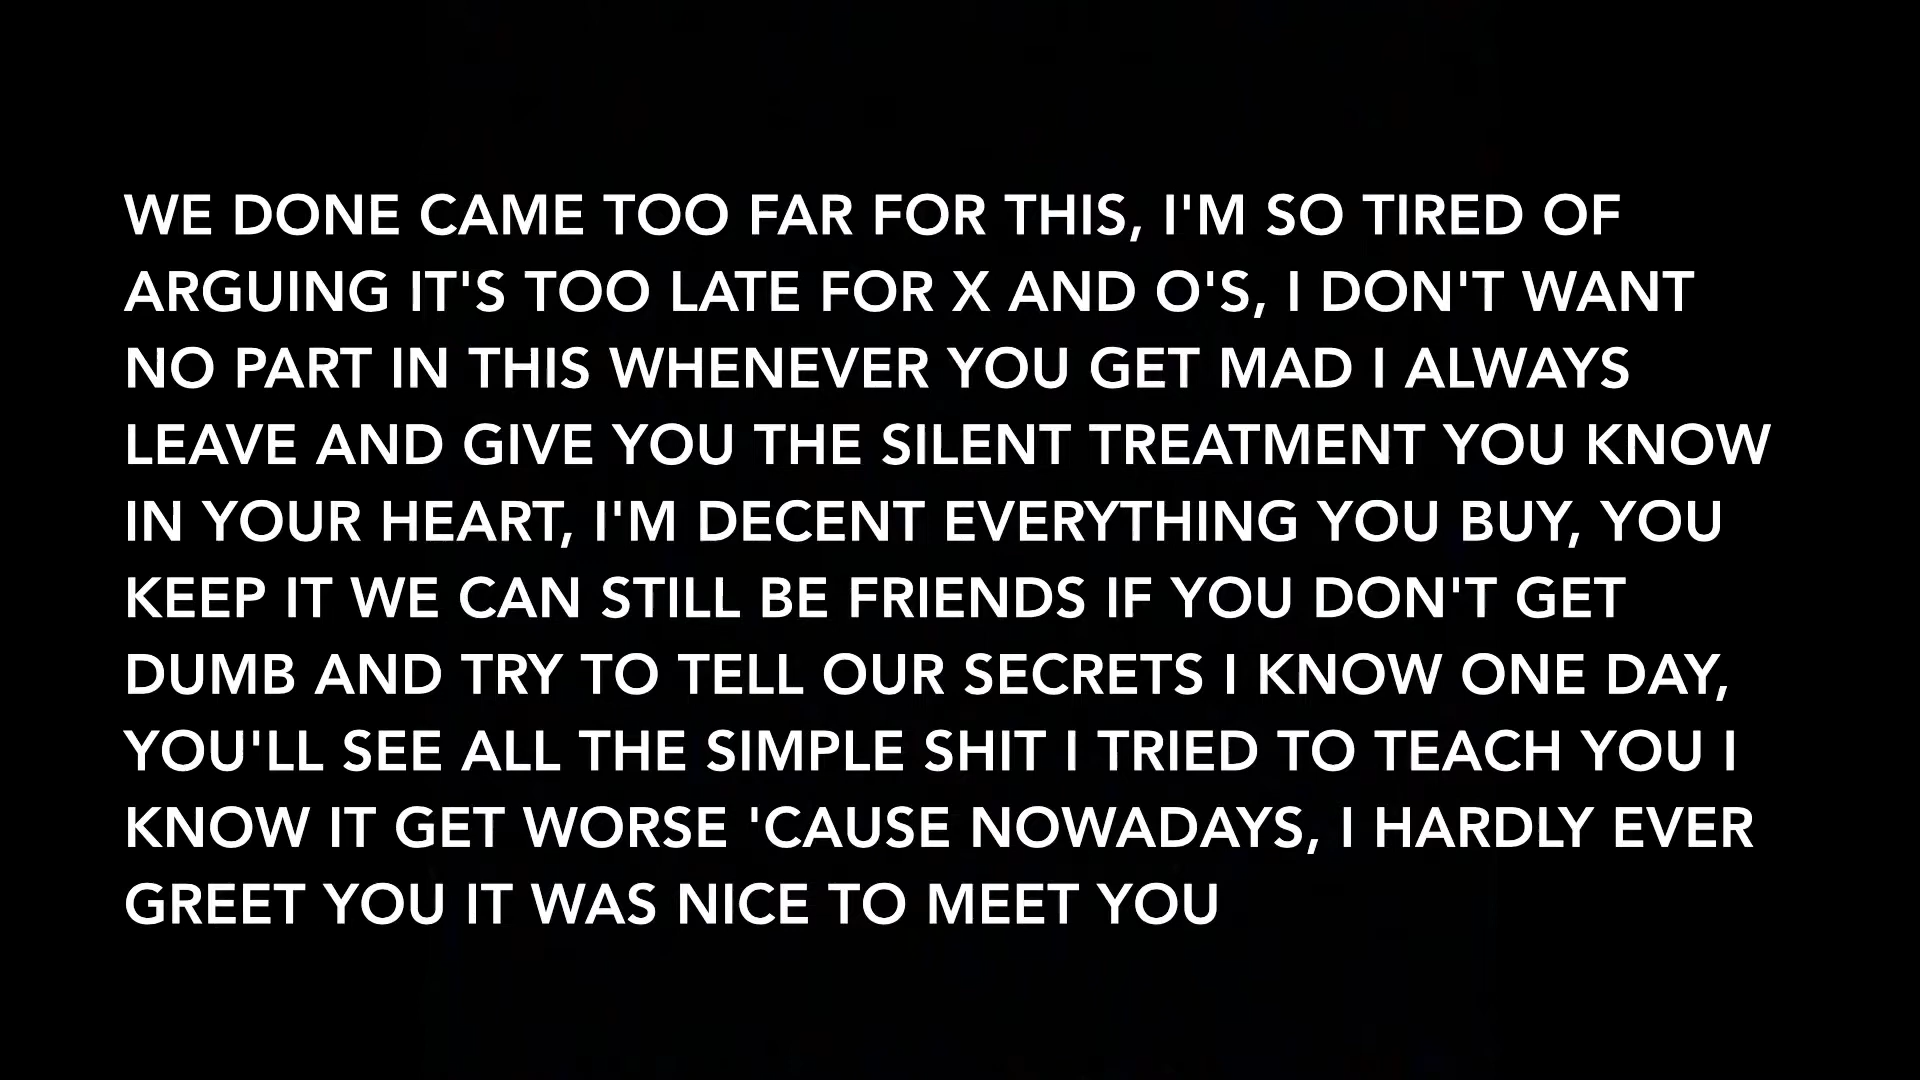 WE DONE CAME TOO FAR FOR THIS, I'M SO TIRED OF
ARGUING IT'S TOO LATE FOR X AND O'S, I DON'T WANT
NO PART IN THIS WHENEVER YOU GET MAD I ALWAYS
LEAVE AND GIVE YOU THE SILENT TREATMENT YOU KNOW
IN YOUR HEART, I'M DECENT EVERYTHING YOU BUY, YOU
KEEP IT WE CAN STILL BE FRIENDS IF YOU DON'T GET
DUMB AND TRY TO TELL OUR SECRETS I KNOW ONE DAY,
YOU'LL SEE ALL THE SIMPLE SHIT I TRIED TO TEACH YOU I
KNOW IT GET WORSE 'CAUSE NOWADAYS, I HARDLY EVER
GREET YOU IT WAS NICE TO MEET YOU